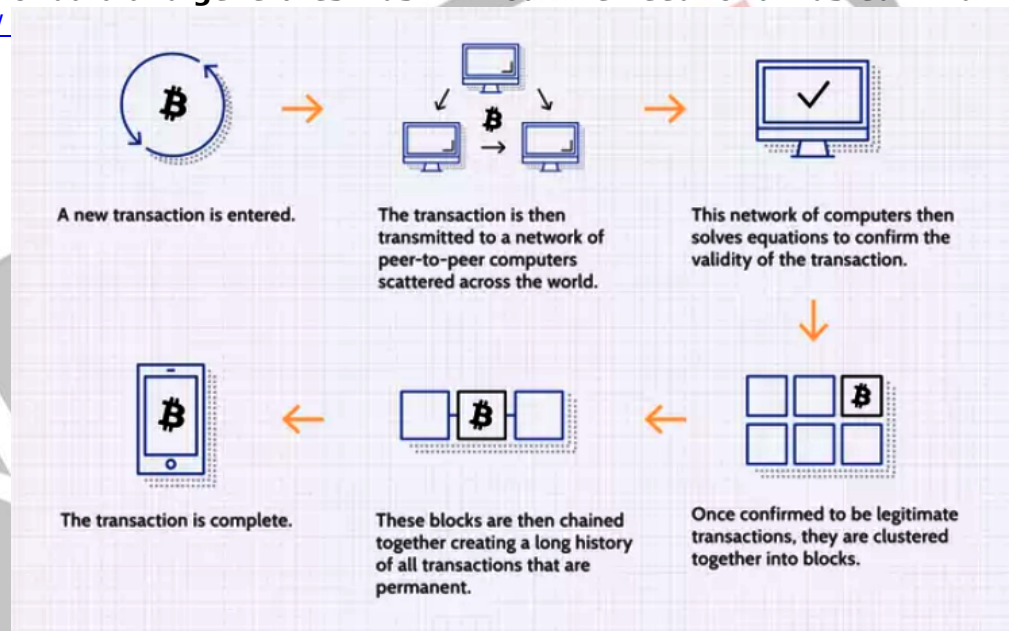 A new transaction is entered.
The transaction is then
transmitted to a network of
peer-to-peer computers
scattered across the world.
This network of computers then
solves equations to confirm the
validity of the transaction.
Once confirmed to be legitimate
transactions, they are clustered
together into blocks.
These blocks are then chained
together creating a long history
of all transactions that are
permanent.
The transaction is complete.